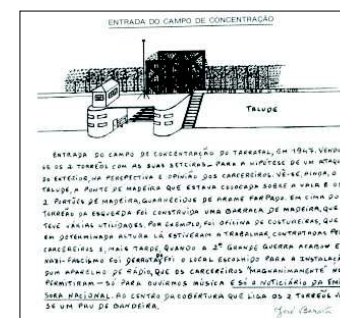 ENTRADA DO CAMPO DE CONCENTRAÇÃO
TALUDE
TALUDE
ENTRADA DO CAMPO DE CONCENTRAÇÃO DO TARRAFAL, EM 1947. VENDO
SE OS 2 TORREÕES COM AS SUAS SETEIRAS — PARA A HIPÓTESE DE UM ATAQUE
DO EXTERIOR, NA PERSPECTIVA E OPINIÃO DOS CARCEREIROS. VÊ-SE, AINDA, O
TALUDE, A PONTE DE MADEIRA QUE ESTAVA COLOCADA SOBRE A VALA E OS
2 PORTÕES DE MADEIRA, GUARNECIDOS DE ARAME FARPADO. EM CIMA DO
TORREÃO DA ESQUERDA FOI CONSTRUIDA UMA BARRACA DE MADEIRA, QUE
TEVE VÁRIAS UTILIDADES. POR EXEMPLO, FOI OFICINA DE COSTUREIRAS, QUE
EM DETERMINADA ALTURA LÁ ESTIVERAM A TRABALHAR, CONTRATADAS PELOS
CARCEREIROS E, MAIS TARDE, QUANDO A 2ª GRANDE GUERRA ACABOU E O
NAZI-FASCISMO FOI DERROTADO FOI O LOCAL ESCOLHIDO PARA A INSTALAÇÃO
DUM APARELHO DE RÁDIO, QUE OS CARCEREIROS "MAGNANIMAMENTE" NOS
PERMITIRAM — SÓ PARA OUVIRMOS MÚSICA E SÓ O NOTICIÁRIO DA EMIS
SORA NACIONAL. AO CENTRO DA COBERTURA QUE LIGA OS 2 TORREÕES VÊ-
SE UM PAU DE BANDEIRA.
José